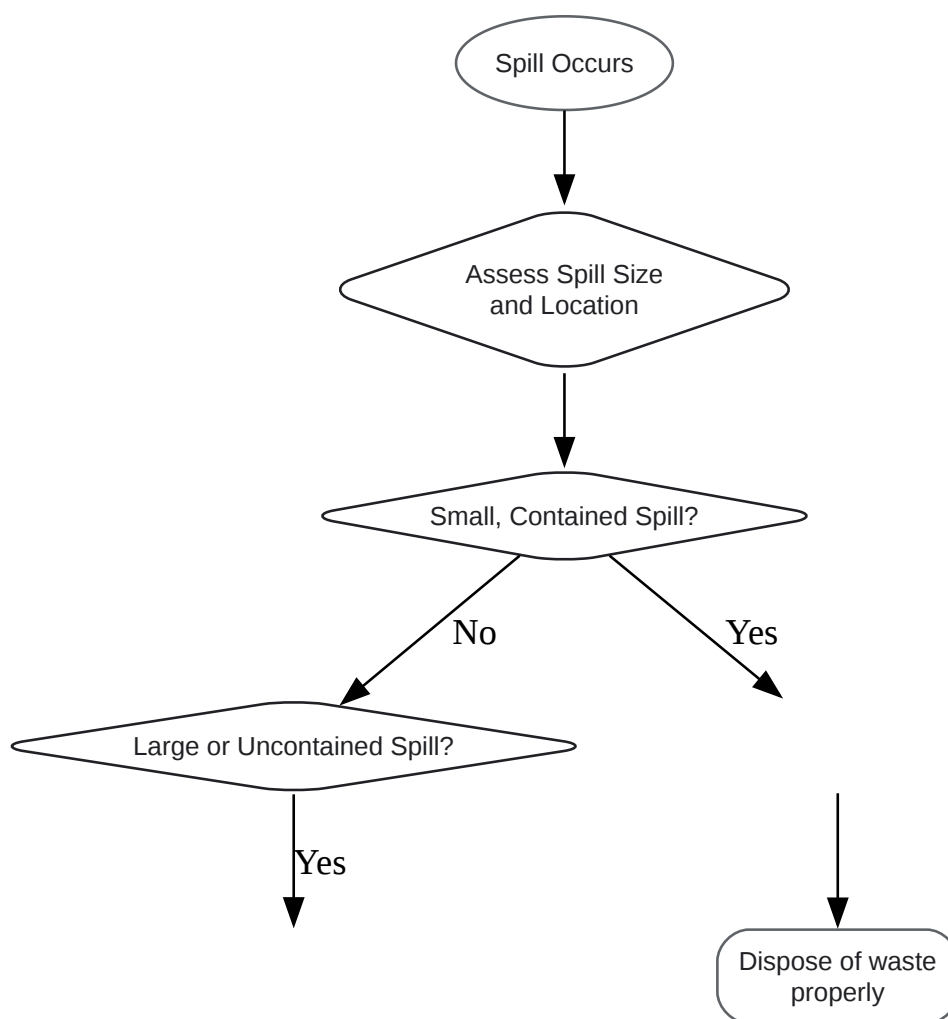 Spill Occurs
Assess Spill Size
and Location
Small, Contained Spill?
No
Yes
Large or Uncontained Spill?
Yes
Dispose of waste
properly